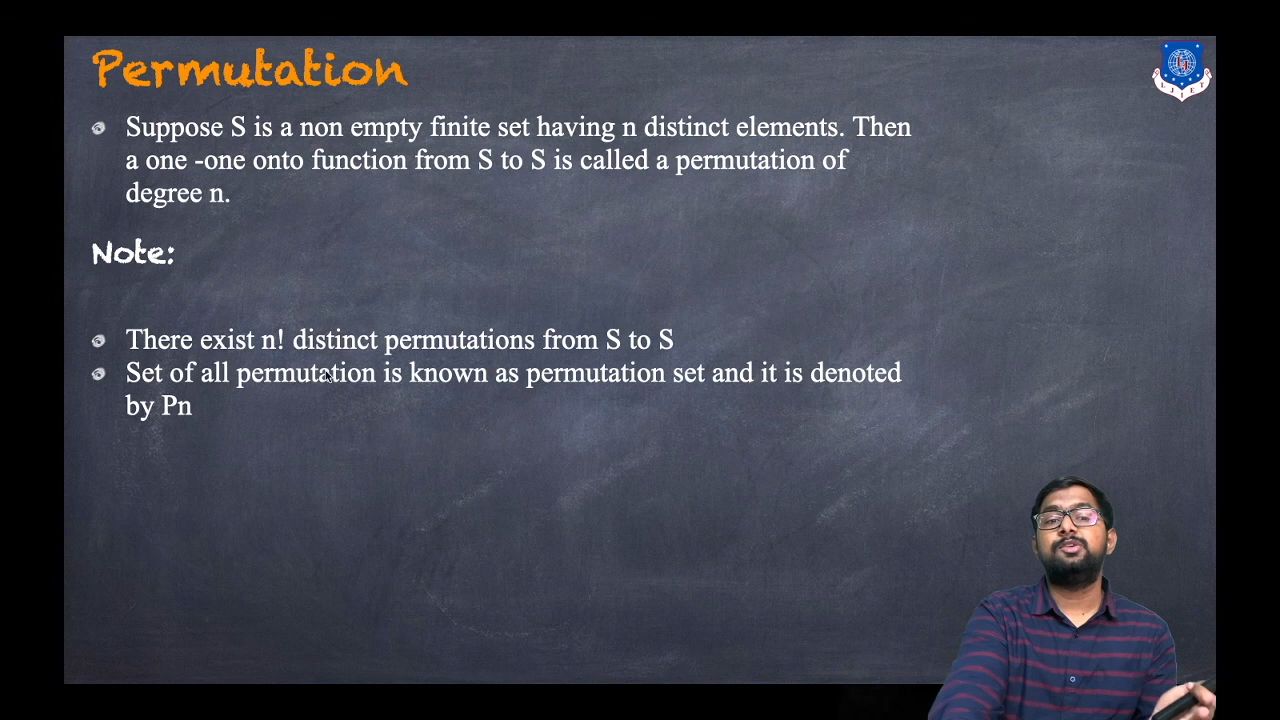 Permutation
Suppose S is a non empty finite set having n distinct elements. Then
a one -one onto function from S to S is called a permutation of
degree n.
Note:
There exist n! distinct permutations from S to S
Set of all permutation is known as permutation set and it is denoted
by Pn
L J I E T